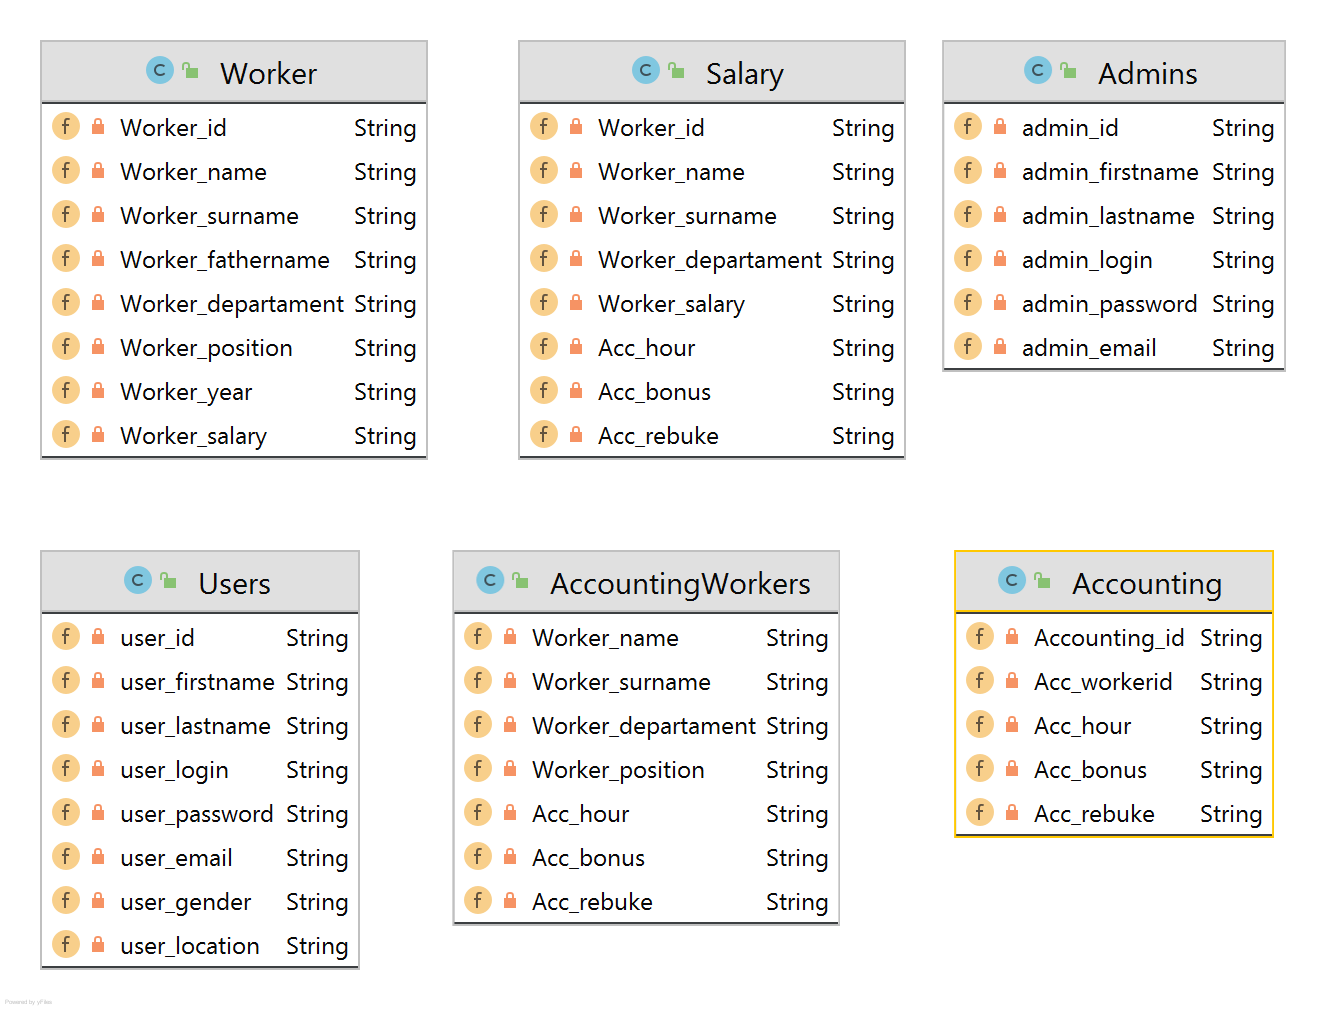 Worker
Worker_id String
Worker_name String
Worker_surname String
Worker_fathername String
Worker_departament String
Worker_position String
Worker_year String
Worker_salary String
Salary
Worker_id String
Worker_name String
Worker_surname String
Worker_departament String
Worker_salary String
Acc_hour String
Acc_bonus String
Acc_rebuke String
Admins
admin_id String
admin_firstname String
admin_lastname String
admin_login String
admin_password String
admin_email String
Users
user_id String
user_firstname String
user_lastname String
user_login String
user_password String
user_email String
user_gender String
user_location String
AccountingWorkers
Worker_name String
Worker_surname String
Worker_departament String
Worker_position String
Acc_hour String
Acc_bonus String
Acc_rebuke String
Accounting
Accounting_id String
Acc_workerid String
Acc_hour String
Acc_bonus String
Acc_rebuke String
Powered by yFiles